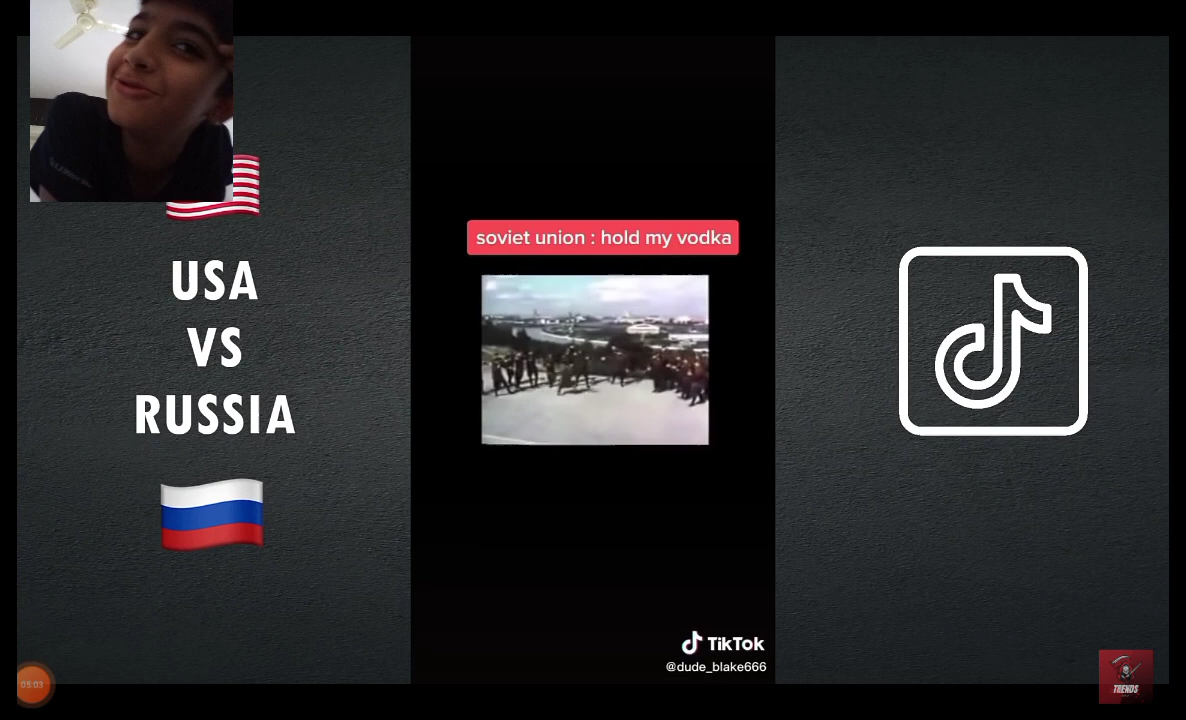 USA
VS
RUSSIA
soviet union : hold my vodka
TikTok
@dude_blake666
05:03
TRENDS